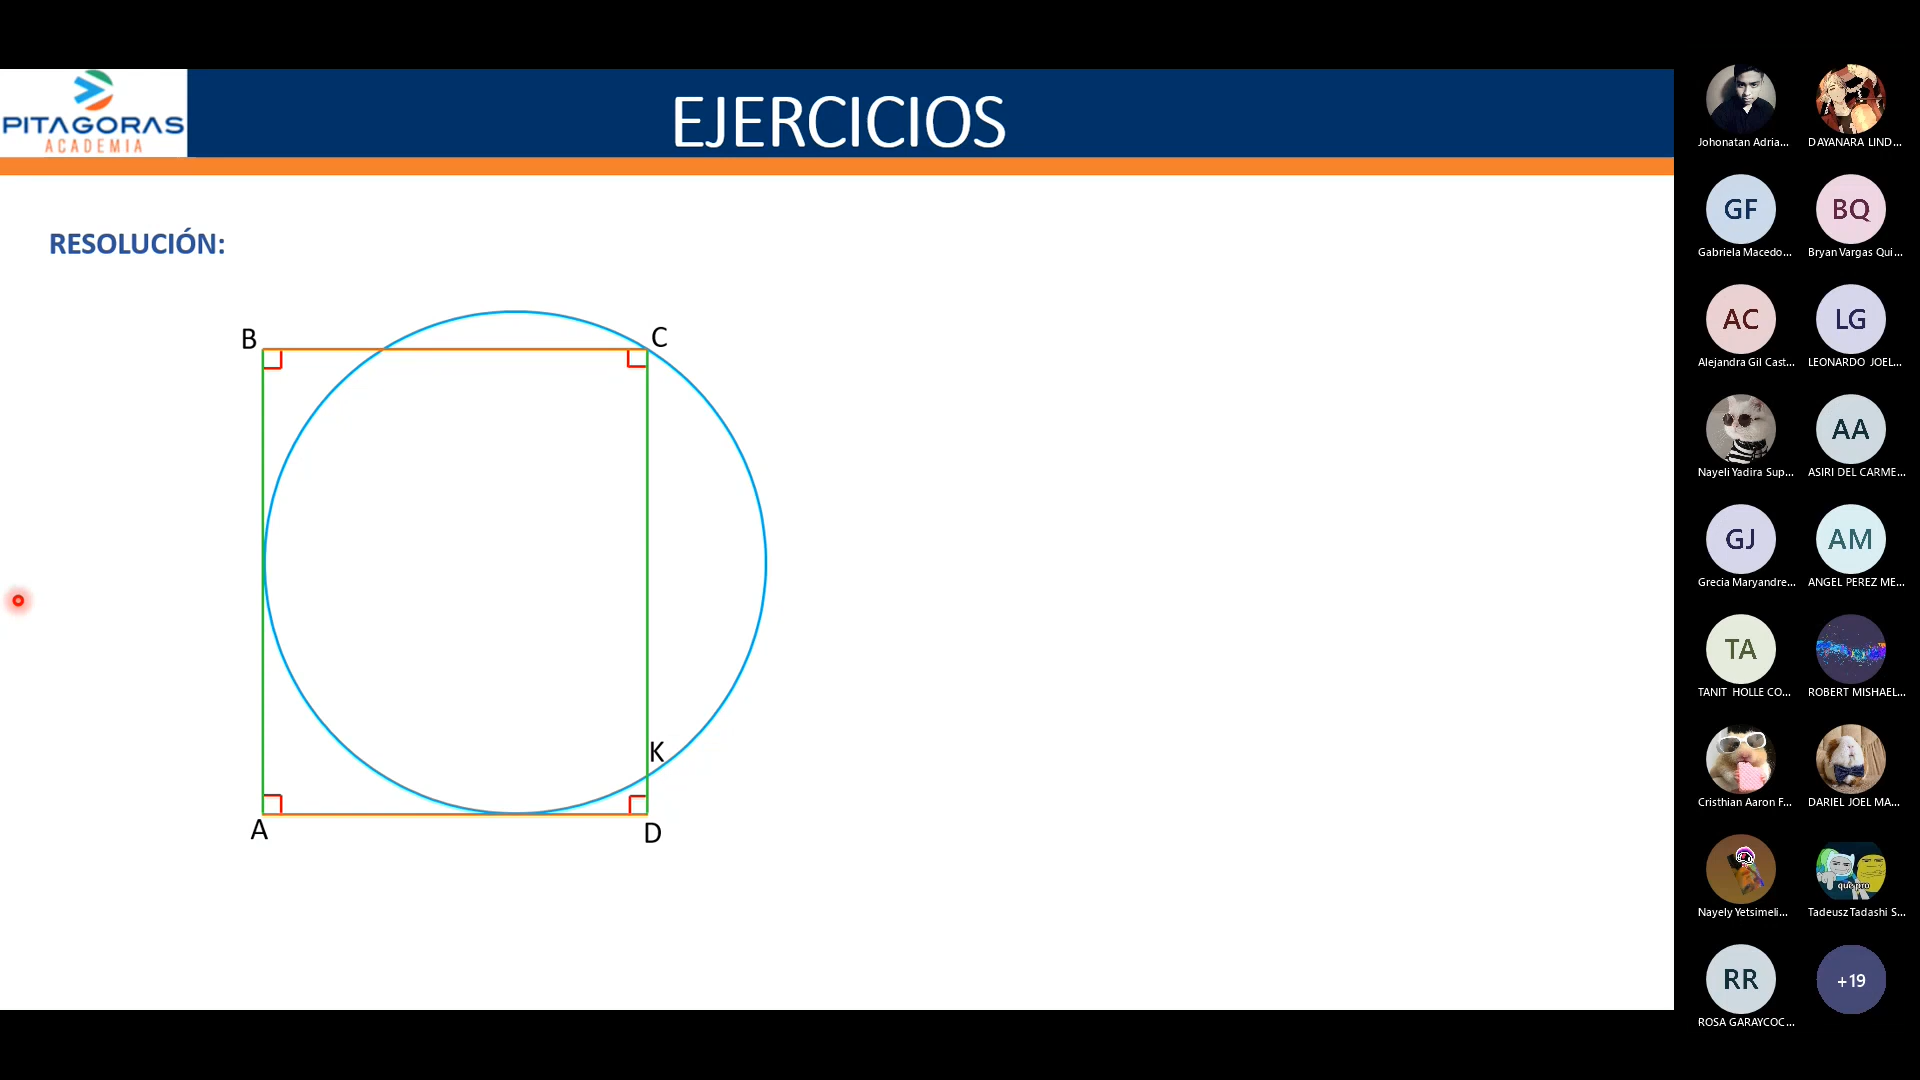 PITAGORAS
ACADEMIA
EJERCICIOS
RESOLUCIÓN:
B
C
K
A
D
Johonatan Adria...
DAYANARA LIND...
GF
BQ
Gabriela Macedo...
Bryan Vargas Qui...
AC
LG
Alejandra Gil Cast...
LEONARDO JOEL...
AA
Nayeli Yadira Sup...
ASIRI DEL CARME...
GJ
AM
Grecia Maryandre...
ANGEL PEREZ ME...
TA
TANIT HOLLE CO...
ROBERT MISHAEL...
Cristhian Aaron F...
DARIEL JOEL MA...
que pro
Nayely Yetsimeli...
Tadeusz Tadashi S...
RR
+19
ROSA GARAYCOC...